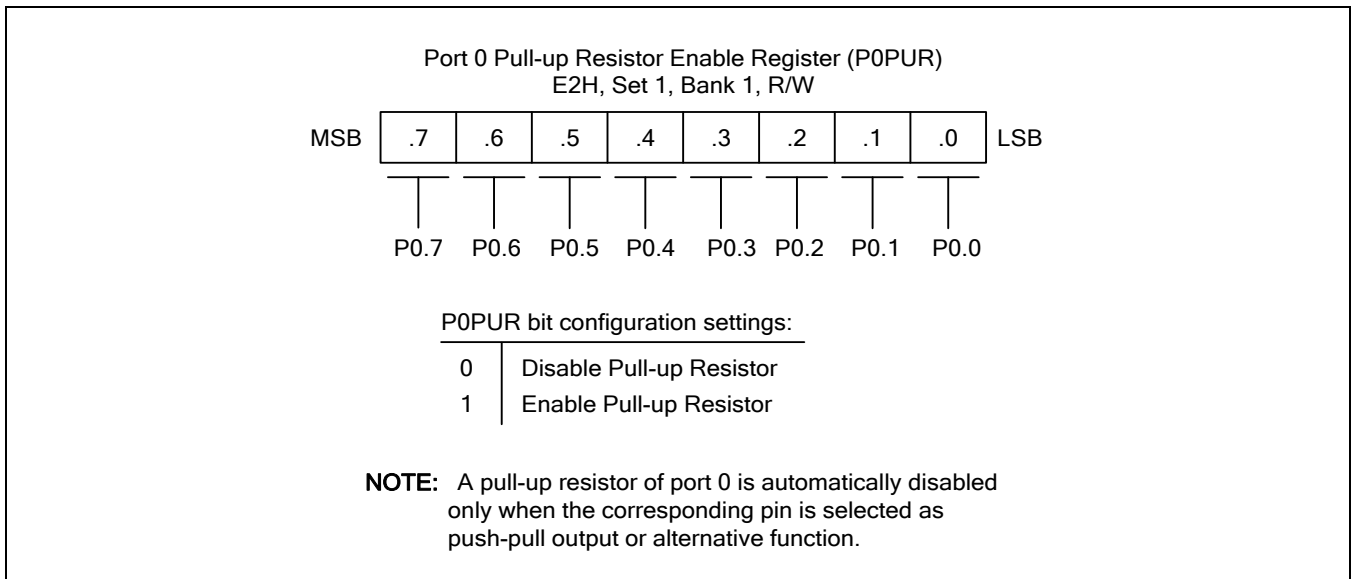 Port 0 Pull-up Resistor Enable Register (P0PUR)
E2H, Set 1, Bank 1, R/W
MSB .7 .6 .5 .4 .3 .2 .1 .0 LSB
P0.7 P0.6 P0.5 P0.4 P0.3 P0.2 P0.1 P0.0
P0PUR bit configuration settings:
0 Disable Pull-up Resistor
1 Enable Pull-up Resistor
NOTE: A pull-up resistor of port 0 is automatically disabled
only when the corresponding pin is selected as
push-pull output or alternative function.